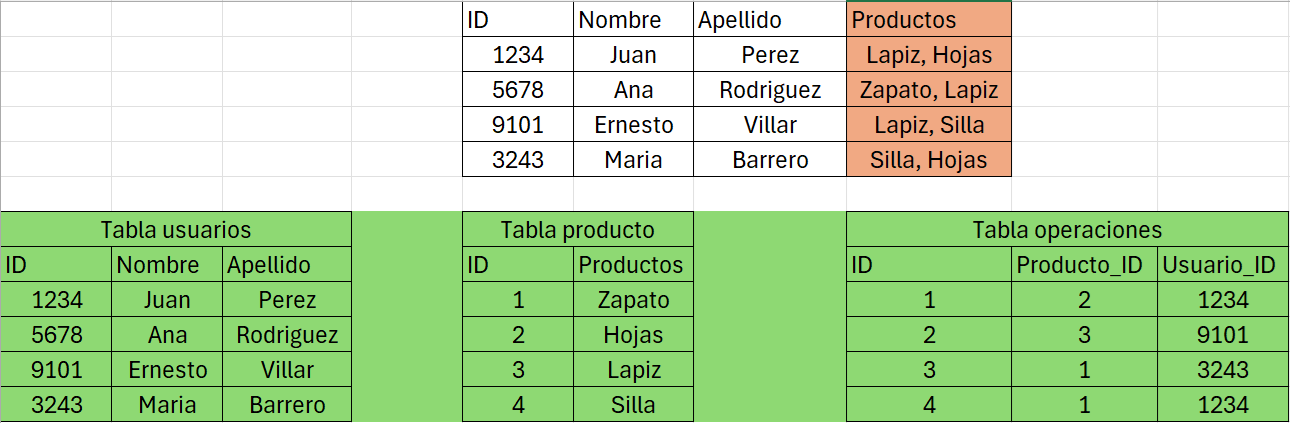 ID Nombre Apellido Productos
1234 Juan Perez Lapiz, Hojas
5678 Ana Rodriguez Zapato, Lapiz
9101 Ernesto Villar Lapiz, Silla
3243 Maria Barrero Silla, Hojas
Tabla usuarios Tabla producto Tabla operaciones
ID Nombre Apellido ID Productos ID Producto_ID Usuario_ID
1234 Juan Perez 1 Zapato 1 2 1234
5678 Ana Rodriguez 2 Hojas 2 3 9101
9101 Ernesto Villar 3 Lapiz 3 1 3243
3243 Maria Barrero 4 Silla 4 1 1234